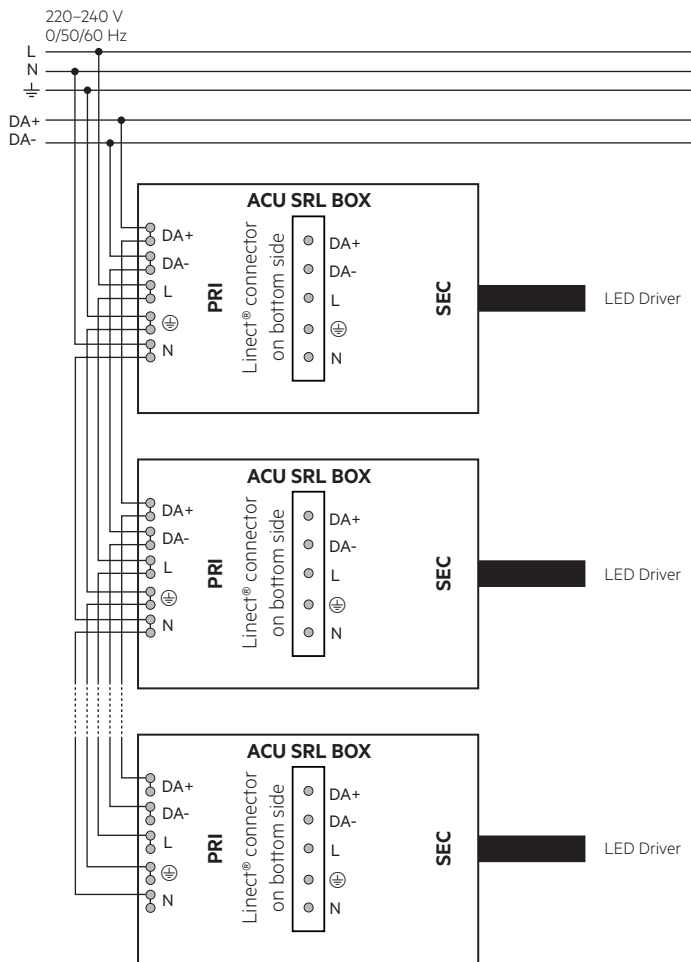 220–240 V
0/50/60 Hz
L
N
DA+
DA-
ACU SRL BOX
DA+
DA-
L
N
PRI
Linect® connector
on bottom side
DA+
DA-
L
N
SEC
LED Driver
ACU SRL BOX
DA+
DA-
L
N
PRI
Linect® connector
on bottom side
DA+
DA-
L
N
SEC
LED Driver
ACU SRL BOX
DA+
DA-
L
N
PRI
Linect® connector
on bottom side
DA+
DA-
L
N
SEC
LED Driver